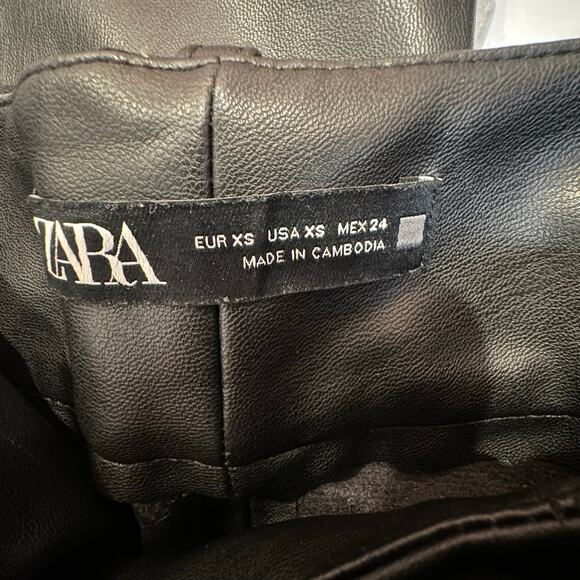 ZARA
EUR XS USA XS MEX 24
MADE IN CAMBODIA